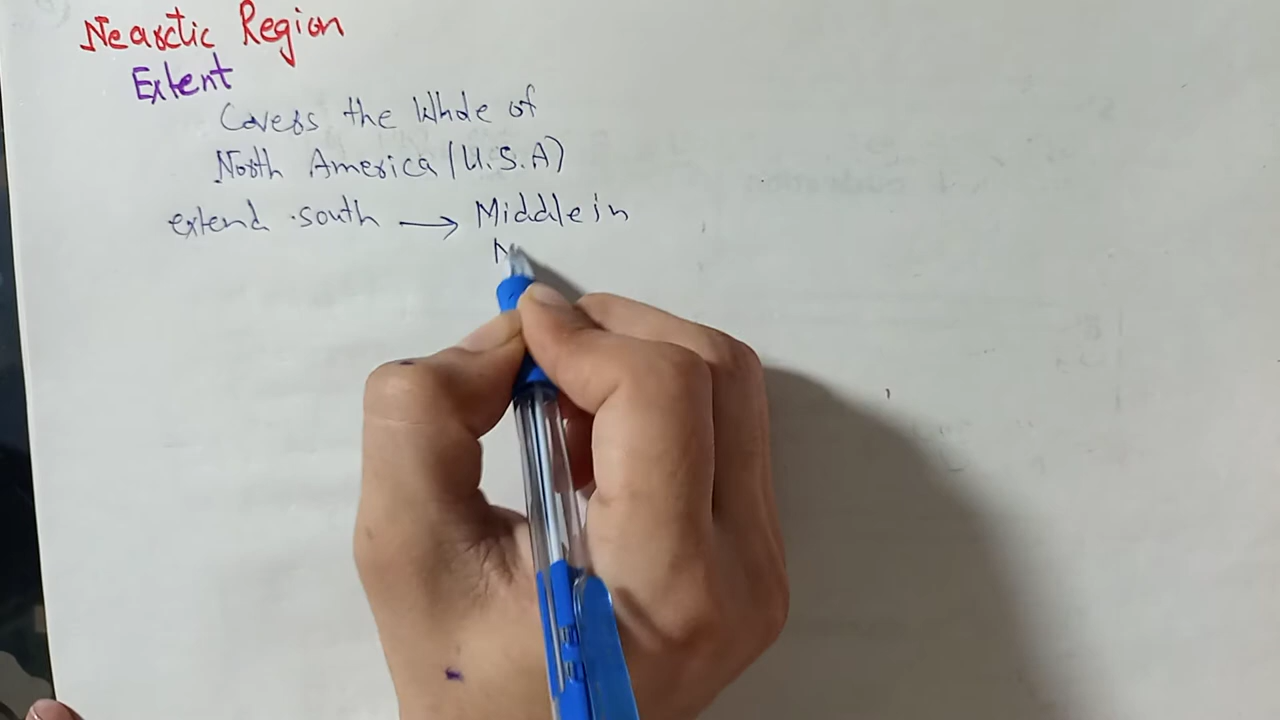 Nearctic Region
Extent
Covers the Whole of
North America (U.S.A)
extend south → Middle in